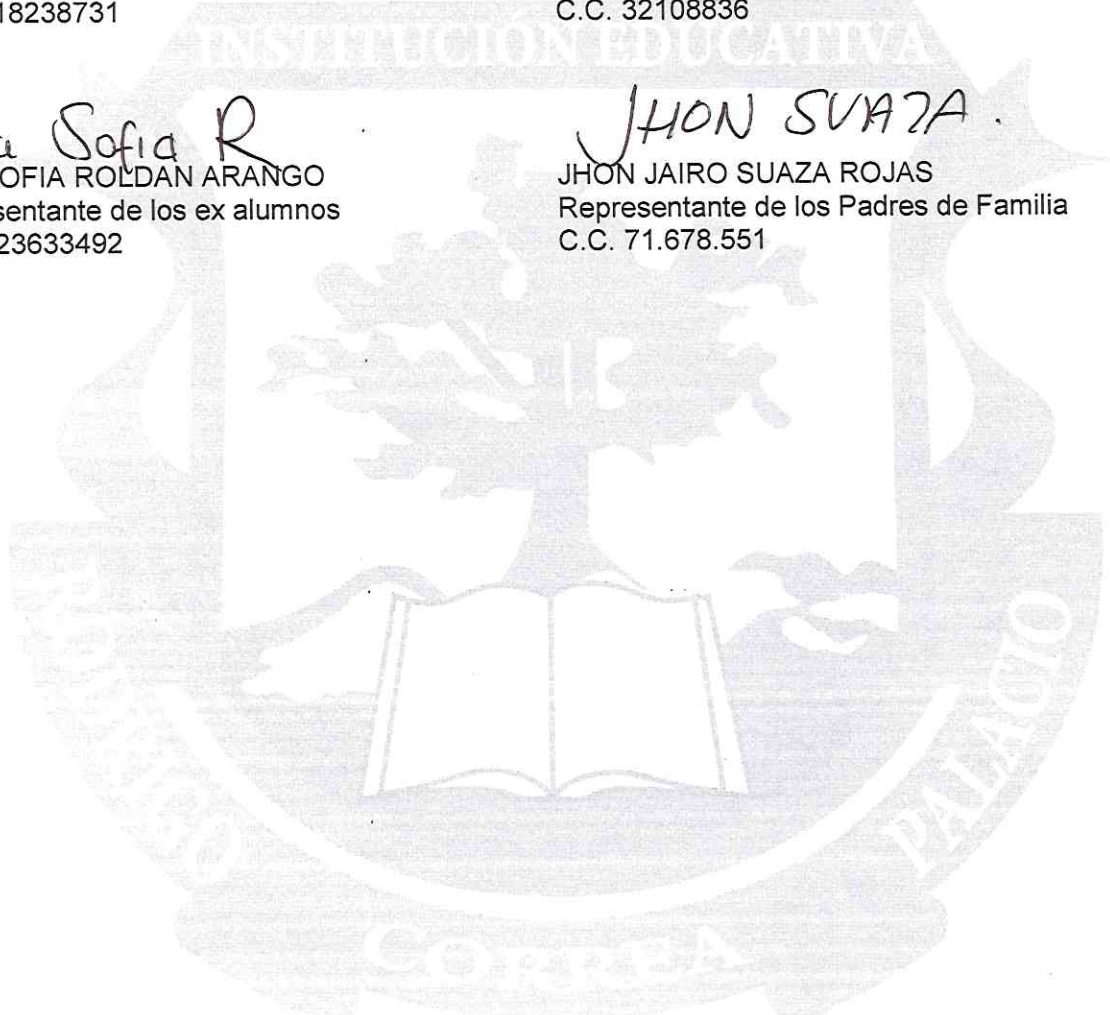 18238731
C.C. 32108836
INSTITUCIÓN EDUCATIVA
Sofia R
OFIA ROLDAN ARANGO
sentante de los ex alumnos
23633492
JHON SUAZA.
JHON JAIRO SUAZA ROJAS
Representante de los Padres de Familia
C.C. 71.678.551
RODRIGO
CORREA
PALACIO